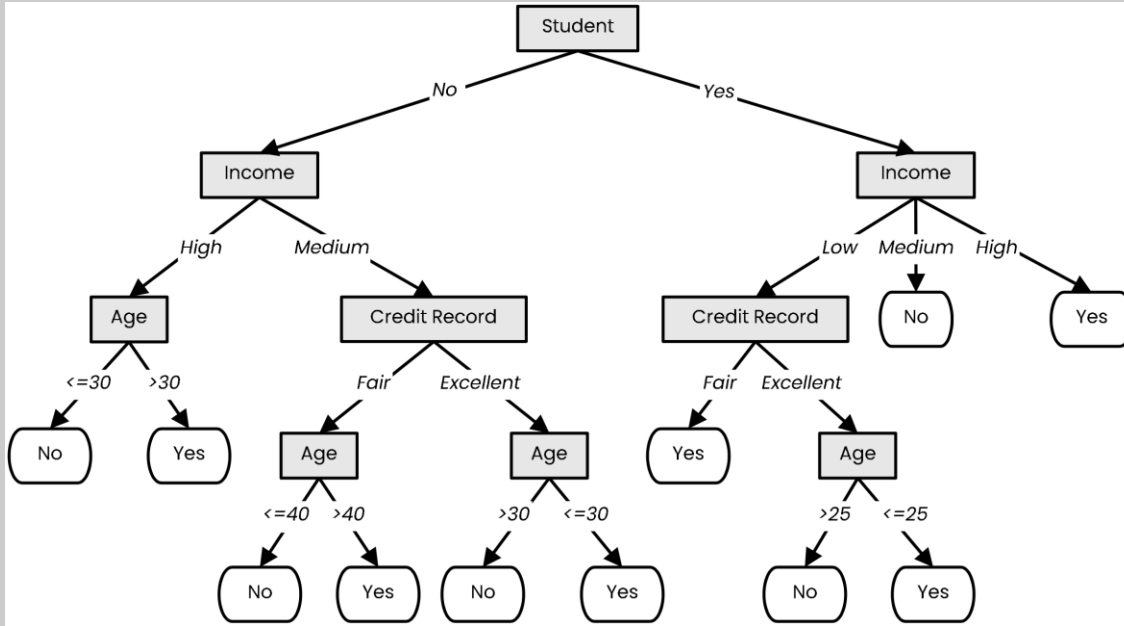 Student
No
Yes
Income
Income
High
Medium
Low
Medium
High
Age
Credit Record
Credit Record
No
Yes
<=30
>30
Fair
Excellent
Fair
Excellent
No
Yes
Age
Age
Yes
Age
<=40
>40
>30
<=30
>25
<=25
No
Yes
No
Yes
No
Yes